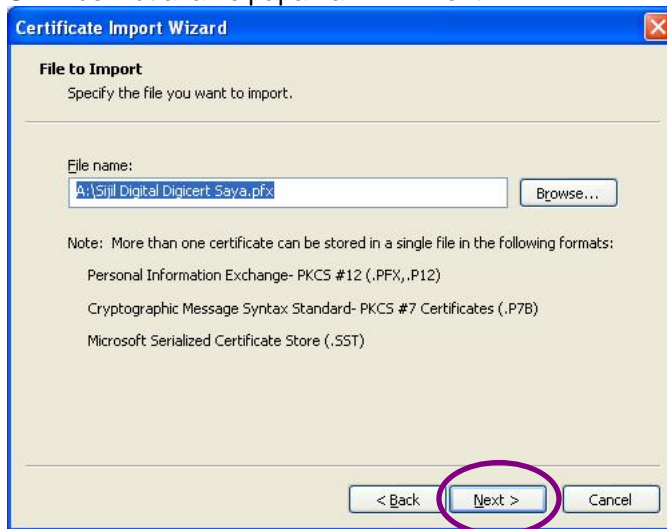 Certificate Import Wizard
File to Import
Specify the file you want to import.
File name:
A:\Sijil Digital Digicert Saya.pfx
Browse...
Note: More than one certificate can be stored in a single file in the following formats:
Personal Information Exchange- PKCS #12 (.PFX,.P12)
Cryptographic Message Syntax Standard- PKCS #7 Certificates (.P7B)
Microsoft Serialized Certificate Store (.SST)
< Back
Next >
Cancel